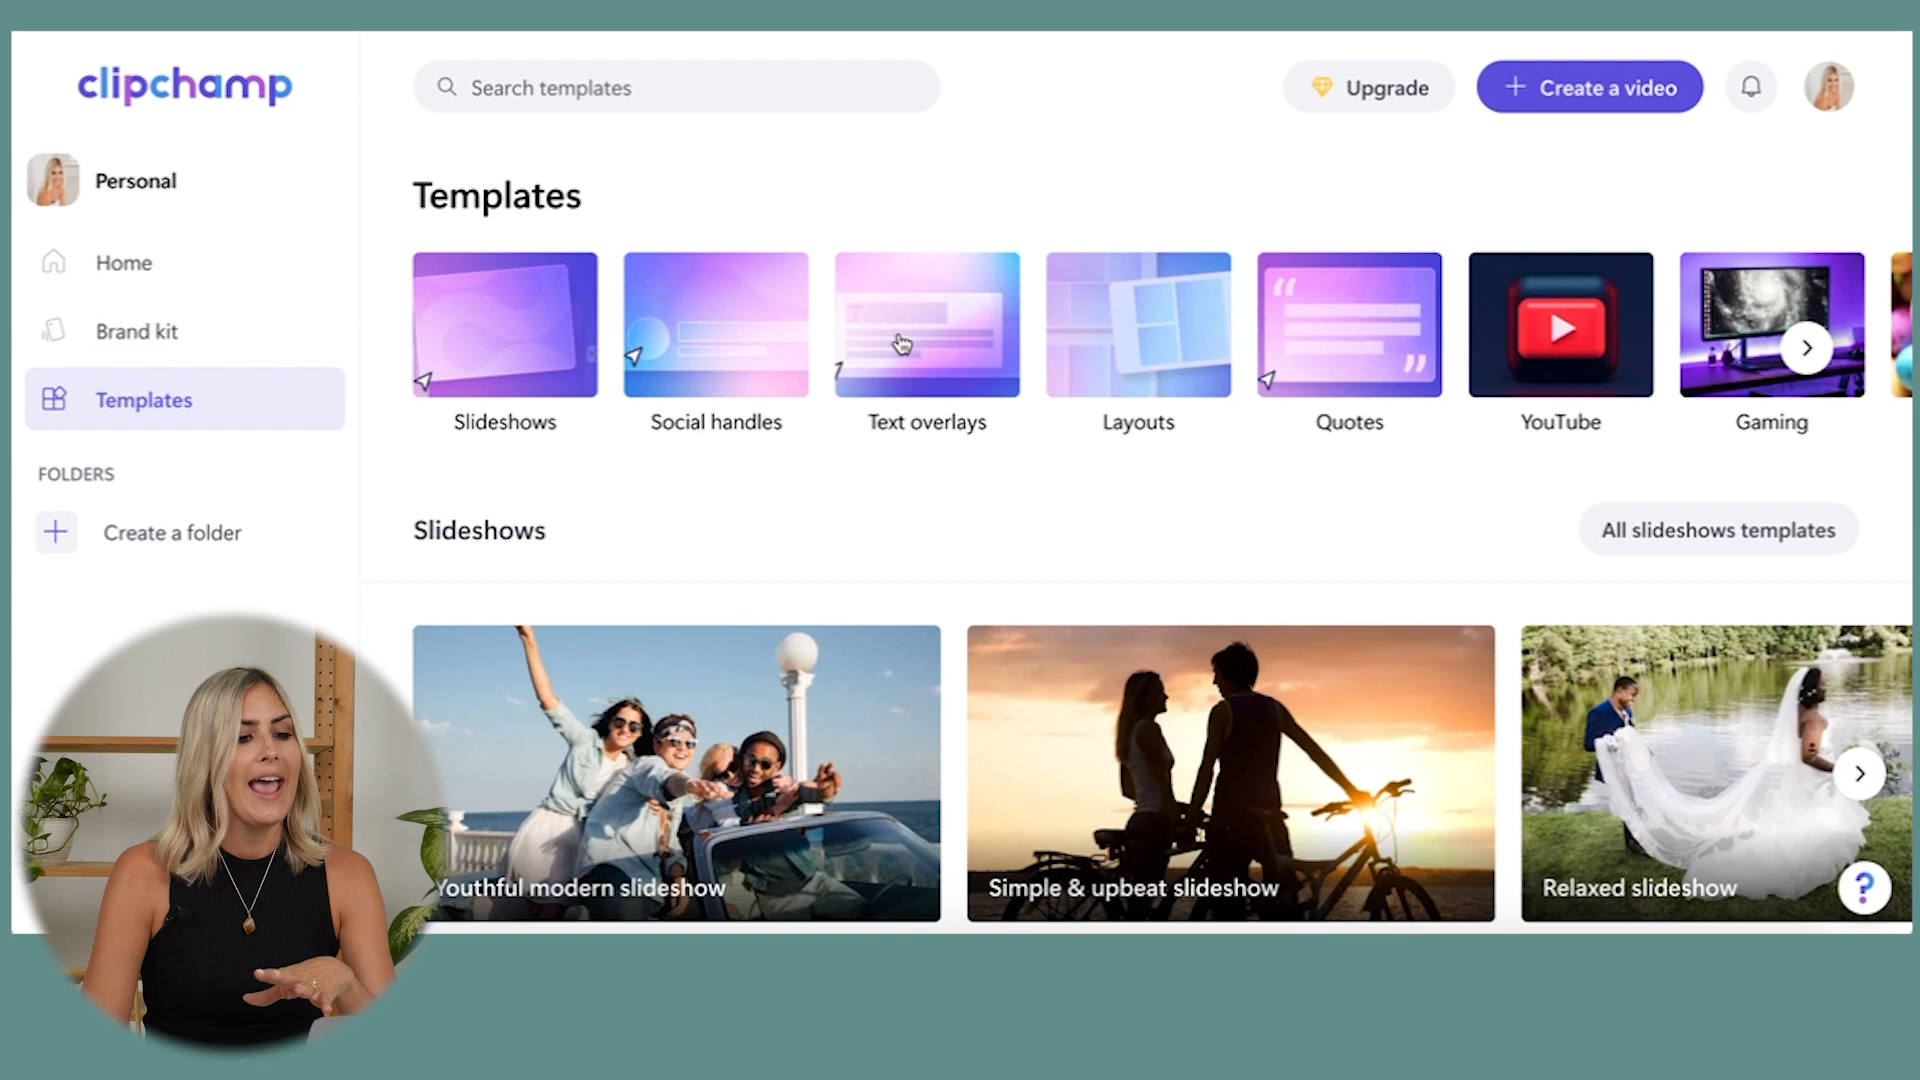 clipchamp
Search templates
Upgrade
Create a video
Personal
Home
Brand kit
Templates
FOLDERS
Create a folder
Templates
Slideshows
Social handles
Text overlays
Layouts
Quotes
YouTube
Gaming
Slideshows
All slideshows templates
Youthful modern slideshow
Simple & upbeat slideshow
Relaxed slideshow
?